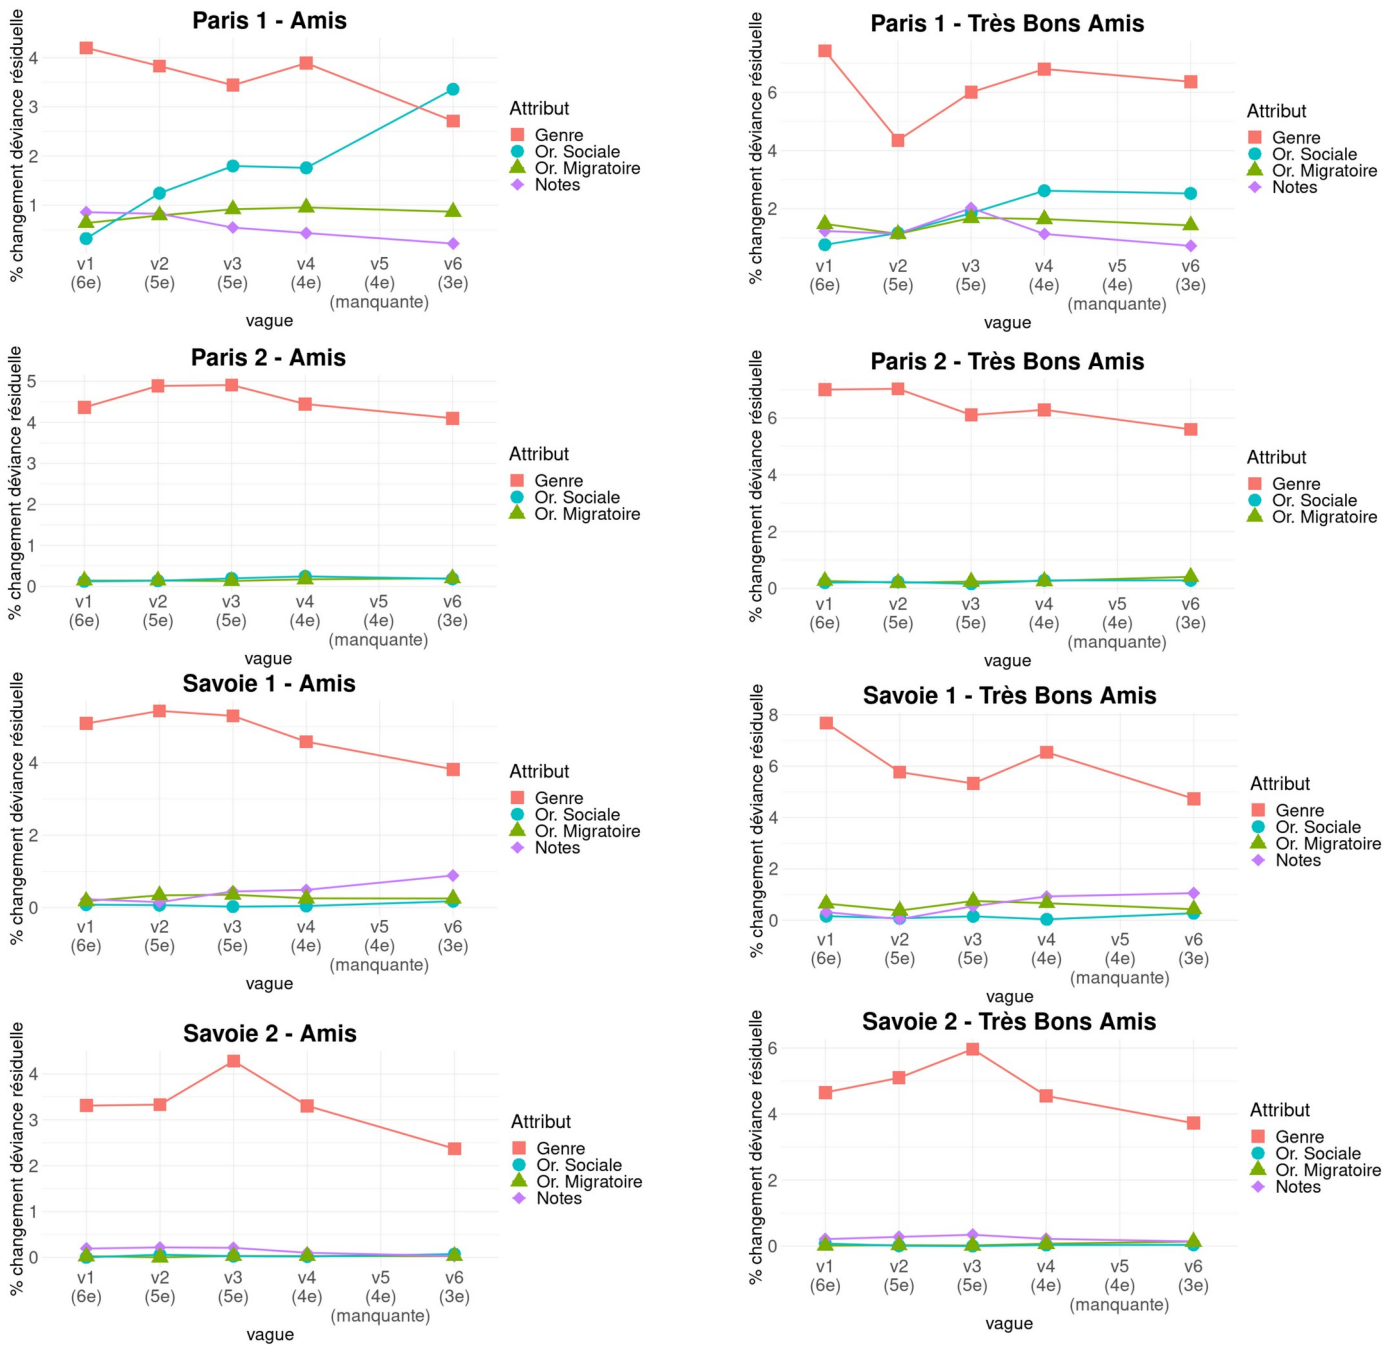 Paris 1 - Amis
% changement déviance résiduelle
4
3
2
1
v1 v2 v3 v4 v5 v6
(6e) (5e) (5e) (4e) (4e) (3e)
(manquante)
vague
Attribut
Genre
Or. Sociale
Or. Migratoire
Notes
Paris 1 - Très Bons Amis
% changement déviance résiduelle
6
4
2
v1 v2 v3 v4 v5 v6
(6e) (5e) (5e) (4e) (4e) (3e)
(manquante)
vague
Attribut
Genre
Or. Sociale
Or. Migratoire
Notes
Paris 2 - Amis
% changement déviance résiduelle
5
4
3
2
1
0
v1 v2 v3 v4 v5 v6
(6e) (5e) (5e) (4e) (4e) (3e)
(manquante)
vague
Attribut
Genre
Or. Sociale
Or. Migratoire
Paris 2 - Très Bons Amis
% changement déviance résiduelle
6
4
2
0
v1 v2 v3 v4 v5 v6
(6e) (5e) (5e) (4e) (4e) (3e)
(manquante)
vague
Attribut
Genre
Or. Sociale
Or. Migratoire
Savoie 1 - Amis
% changement déviance résiduelle
4
2
0
v1 v2 v3 v4 v5 v6
(6e) (5e) (5e) (4e) (4e) (3e)
(manquante)
vague
Attribut
Genre
Or. Sociale
Or. Migratoire
Notes
Savoie 1 - Très Bons Amis
% changement déviance résiduelle
8
6
4
2
0
v1 v2 v3 v4 v5 v6
(6e) (5e) (5e) (4e) (4e) (3e)
(manquante)
vague
Attribut
Genre
Or. Sociale
Or. Migratoire
Notes
Savoie 2 - Amis
% changement déviance résiduelle
4
3
2
1
0
v1 v2 v3 v4 v5 v6
(6e) (5e) (5e) (4e) (4e) (3e)
(manquante)
vague
Attribut
Genre
Or. Sociale
Or. Migratoire
Notes
Savoie 2 - Très Bons Amis
% changement déviance résiduelle
6
4
2
0
v1 v2 v3 v4 v5 v6
(6e) (5e) (5e) (4e) (4e) (3e)
(manquante)
vague
Attribut
Genre
Or. Sociale
Or. Migratoire
Notes